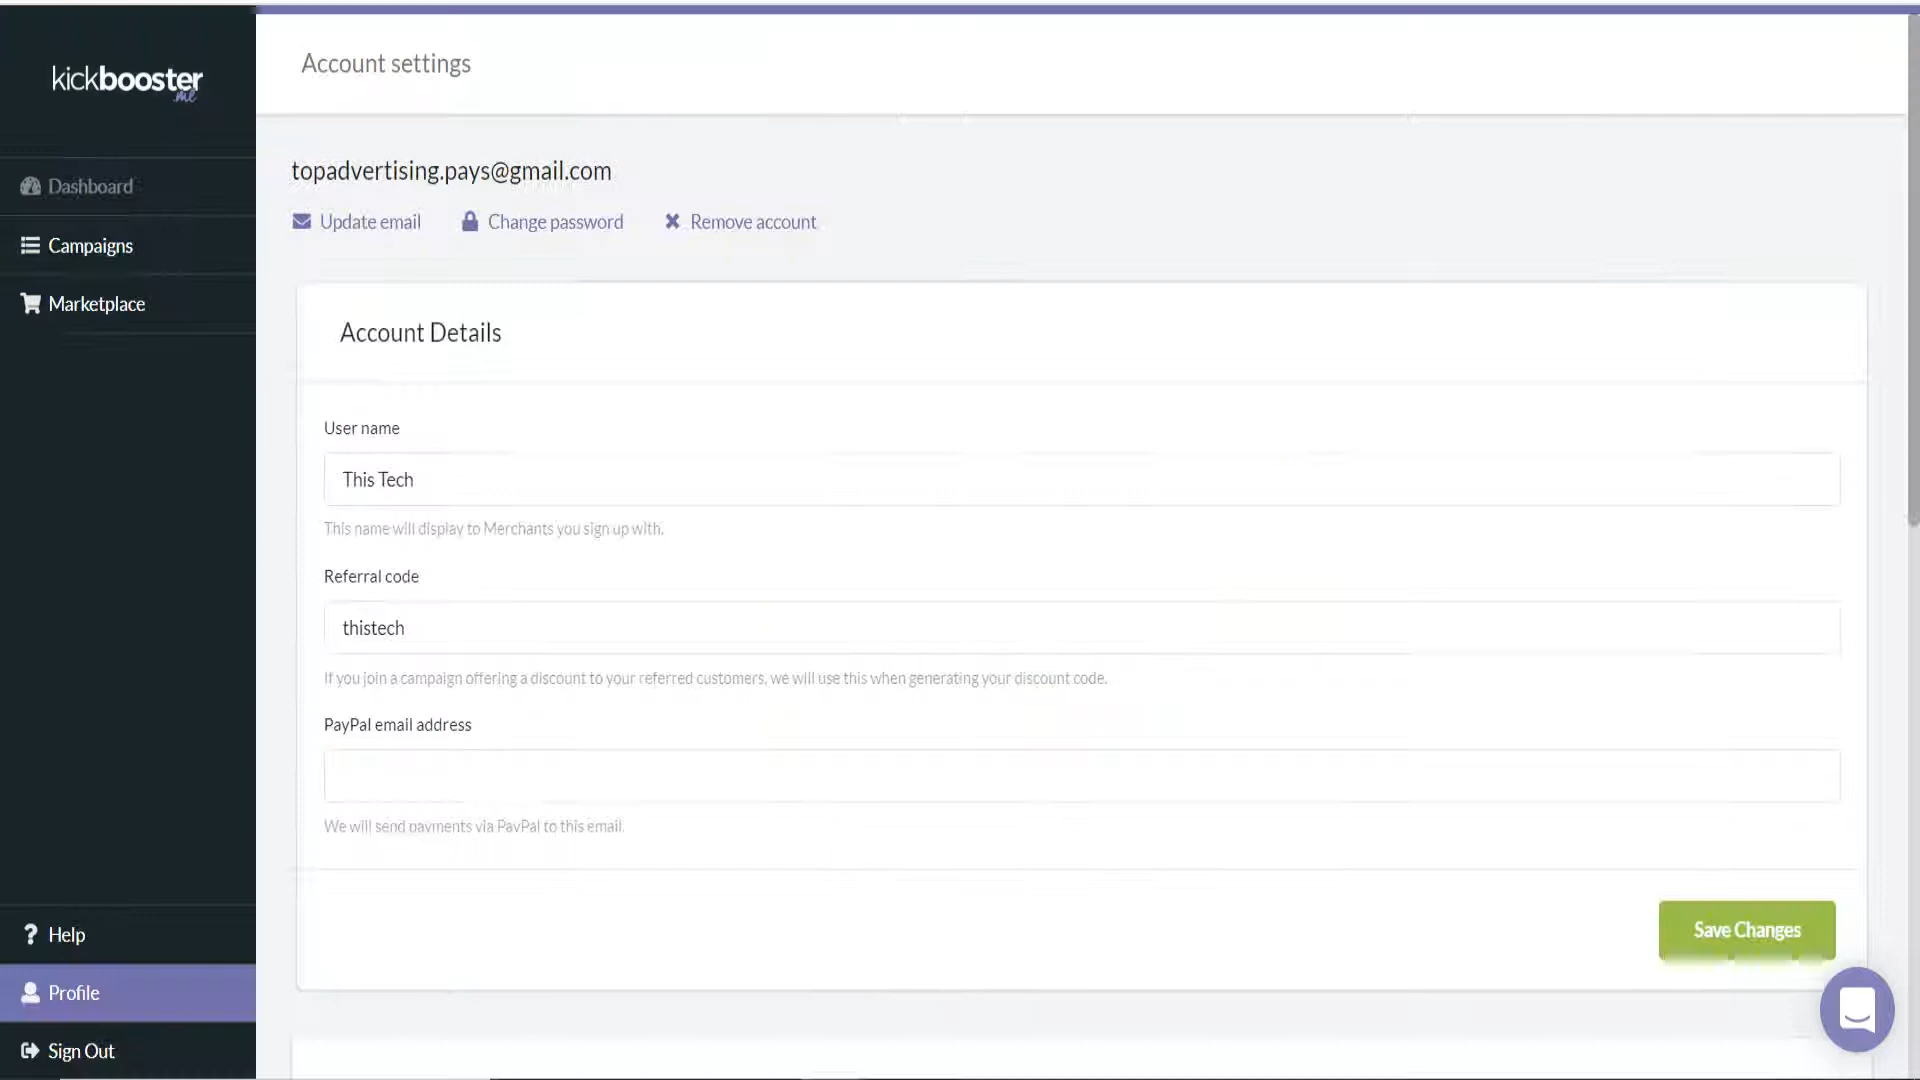 kickbooster
.me
Account settings
Dashboard
Campaigns
Marketplace
topadvertising.pays@gmail.com
Update email
Change password
Remove account
Account Details
User name
This Tech
This name will display to Merchants you sign up with.
Referral code
thistech
If you join a campaign offering a discount to your referred customers, we will use this when generating your discount code.
PayPal email address
We will send payments via PayPal to this email.
Save Changes
Help
Profile
Sign Out